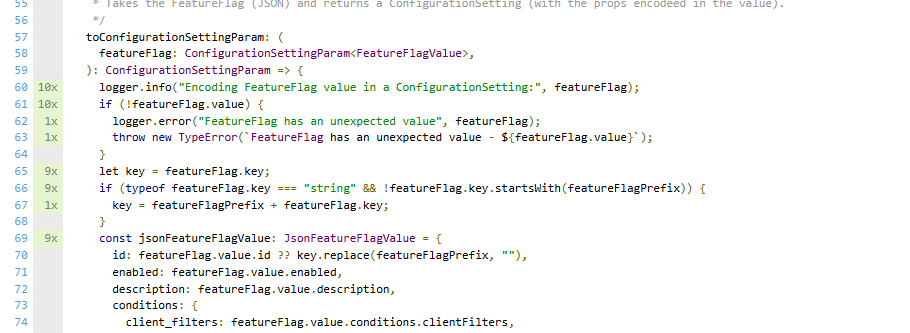 55 * Takes the FeatureFlag (JSON) and returns a ConfigurationSetting (with the props encodeed in the value).
56 */
57 toConfigurationSettingParam: (
58 featureFlag: ConfigurationSettingParam<FeatureFlagValue>,
59 ): ConfigurationSettingParam => {
60 10x logger.info("Encoding FeatureFlag value in a ConfigurationSetting:", featureFlag);
61 10x if (!featureFlag.value) {
62 1x logger.error("FeatureFlag has an unexpected value", featureFlag);
63 1x throw new TypeError(`FeatureFlag has an unexpected value - ${featureFlag.value}`);
64 }
65 9x let key = featureFlag.key;
66 9x if (typeof featureFlag.key === "string" && !featureFlag.key.startsWith(featureFlagPrefix)) {
67 1x key = featureFlagPrefix + featureFlag.key;
68 }
69 9x const jsonFeatureFlagValue: JsonFeatureFlagValue = {
70 id: featureFlag.value.id ?? key.replace(featureFlagPrefix, ""),
71 enabled: featureFlag.value.enabled,
72 description: featureFlag.value.description,
73 conditions: {
74 client_filters: featureFlag.value.conditions.clientFilters,